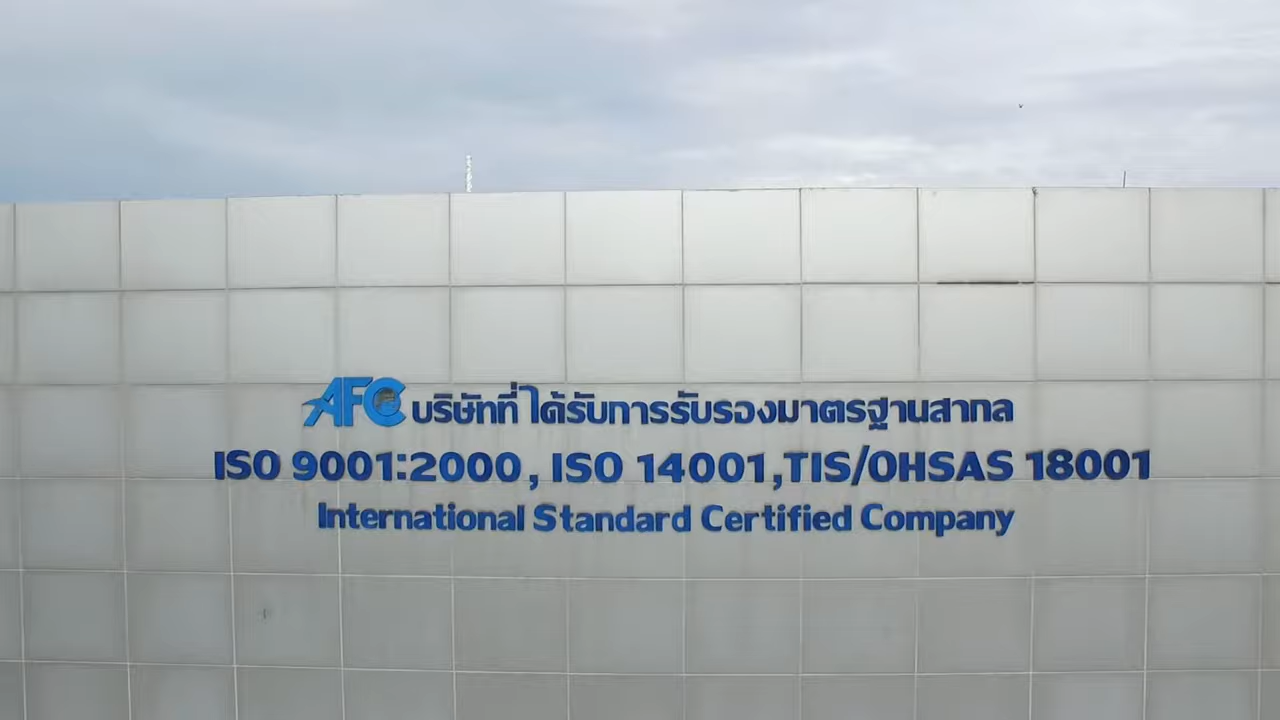 AFC บริษัทที่ได้รับการรับรองมาตรฐานสากล
ISO 9001:2000, ISO 14001,TIS/OHSAS 18001
International Standard Certified Company